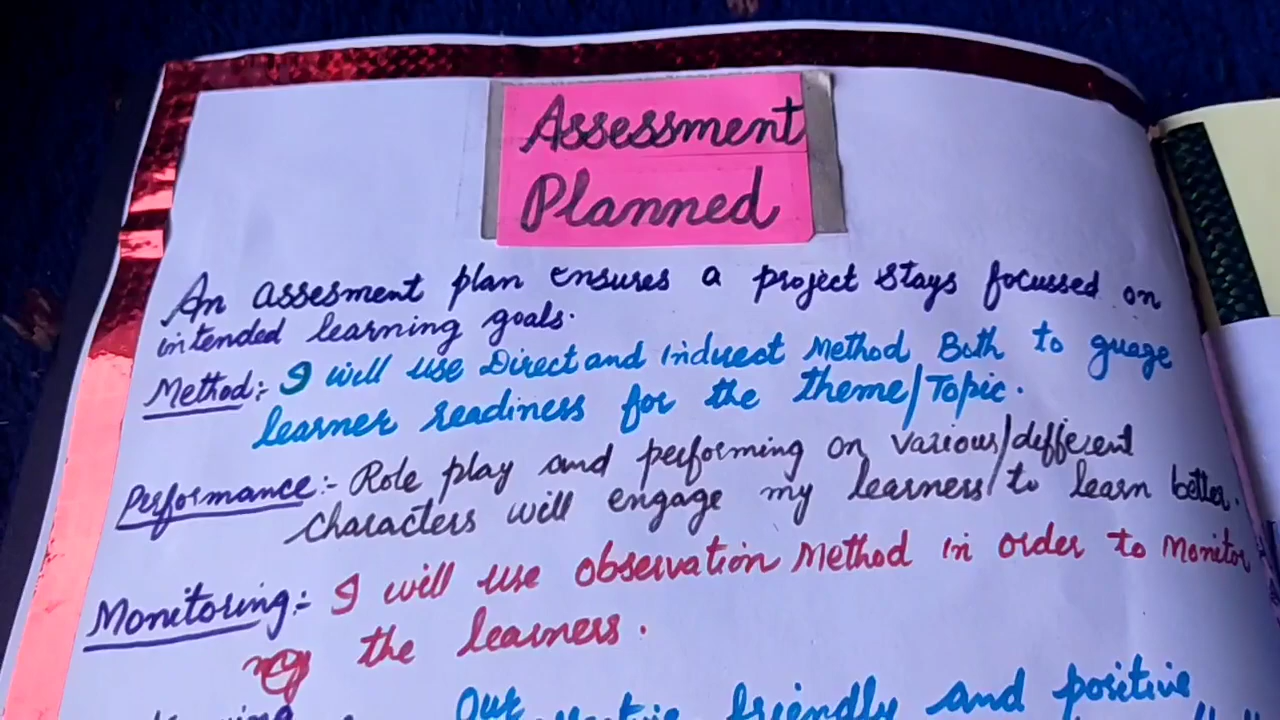 Assessment
Planned
An assesment plan ensures a project stays focussed on
intended learning goals.
Method:- I will use Direct and indirect Method Both to guage
learner readiness for the theme/Topic.
Performance:- Role play and performing on various/different
characters will engage my learners/to learn better.
Monitoring:- I will use observation Method in order to Monitor
the learners.
Our
friendly and positive